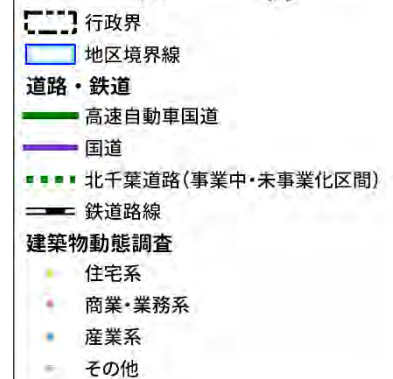 行政界
地区境界線
道路・鉄道
高速自動車国道
国道
北千葉道路(事業中・未事業化区間)
鉄道路線
建築物動態調査
住宅系
商業・業務系
産業系
その他